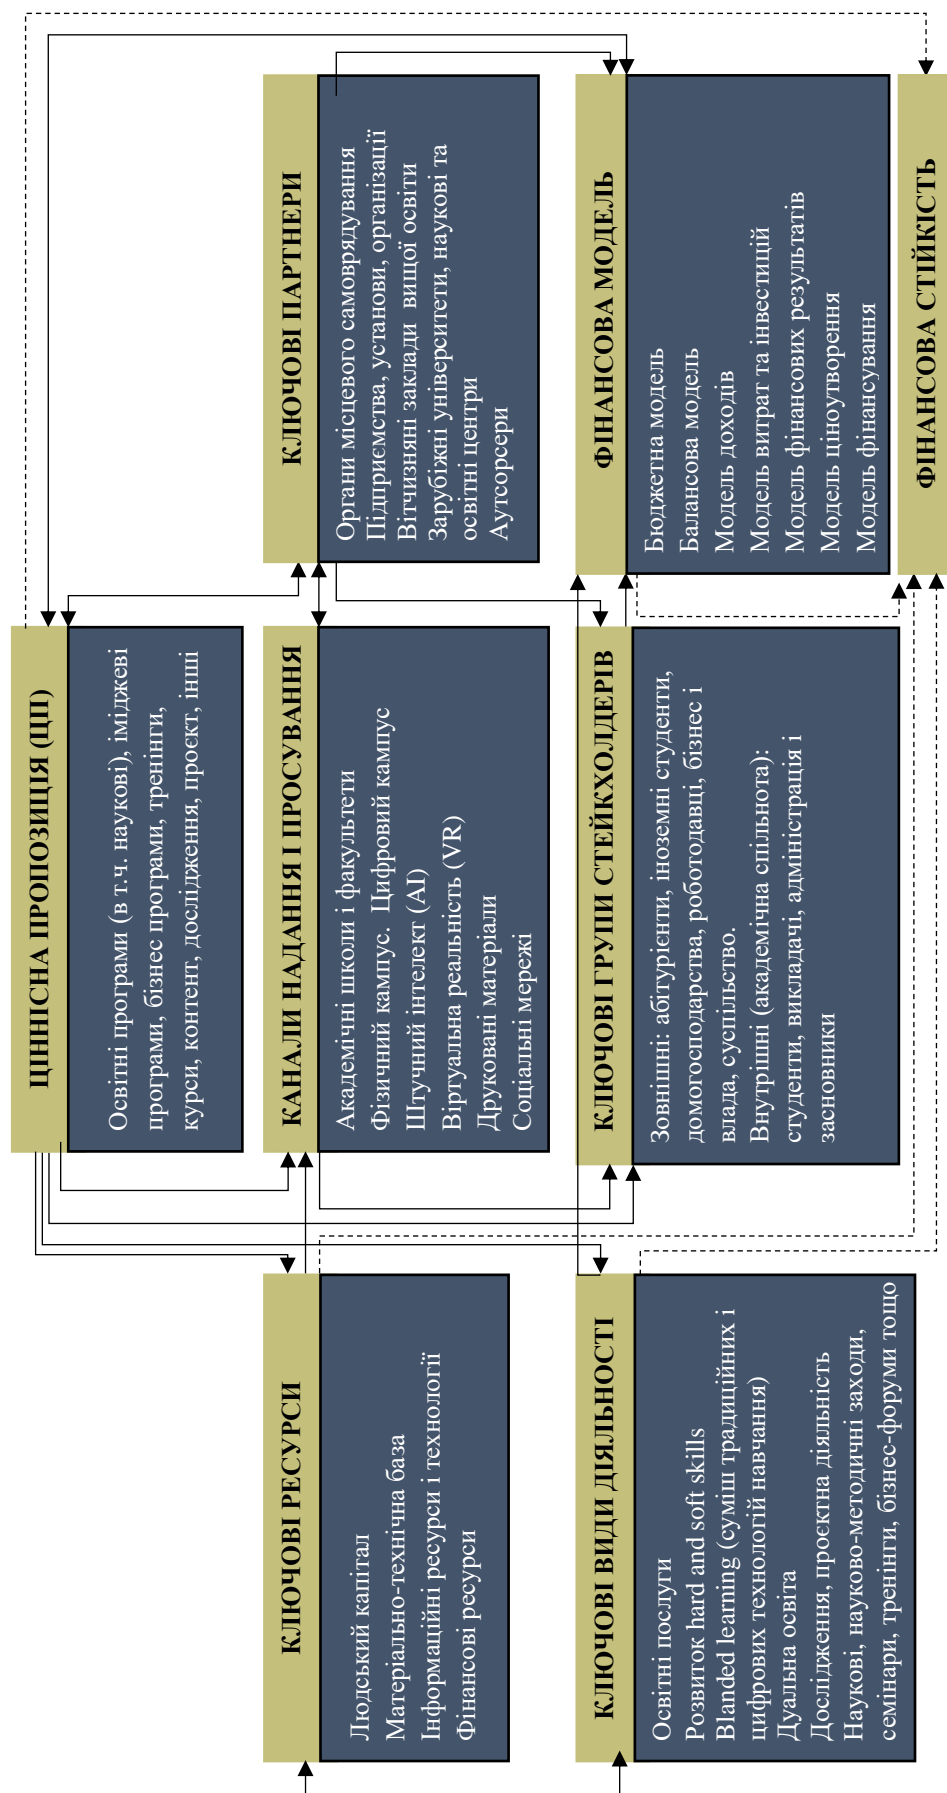 ЦІННІСНА ПРОПОЗИЦІЯ (ЦП)
Освітні програми (в т.ч. наукові), іміджеві
програми, бізнес програми, тренінги,
курси, контент, дослідження, проєкт, інші
КЛЮЧОВІ РЕСУРСИ
Людський капітал
Матеріально-технічна база
Інформаційні ресурси і технології
Фінансові ресурси
КАНАЛИ НАДАННЯ І ПРОСУВАННЯ
Академічні школи і факультети
Фізичний кампус. Цифровий кампус
Штучний інтелект (AI)
Віртуальна реальність (VR)
Друковані матеріали
Соціальні мережі
КЛЮЧОВІ ПАРТНЕРИ
Органи місцевого самоврядування
Підприємства, установи, організації
Вітчизняні заклади вищої освіти
Зарубіжні університети, наукові та
освітні центри
Аутсорсери
КЛЮЧОВІ ВИДИ ДІЯЛЬНОСТІ
Освітні послуги
Розвиток hard and soft skills
Blanded learning (суміш традиційних і
цифрових технологій навчання)
Дуальна освіта
Дослідження, проєктна діяльність
Наукові, науково-методичні заходи,
семінари, тренінги, бізнес-форуми тощо
КЛЮЧОВІ ГРУПИ СТЕЙКХОЛДЕРІВ
Зовнішні: абітурієнти, іноземні студенти,
домогосподарства, роботодавці, бізнес і
влада, суспільство.
Внутрішні (академічна спільнота):
студенти, викладачі, адміністрація і
засновники
ФІНАНСОВА МОДЕЛЬ
Бюджетна модель
Балансова модель
Модель доходів
Модель витрат та інвестицій
Модель фінансових результатів
Модель ціноутворення
Модель фінансування
ФІНАНСОВА СТІЙКІСТЬ